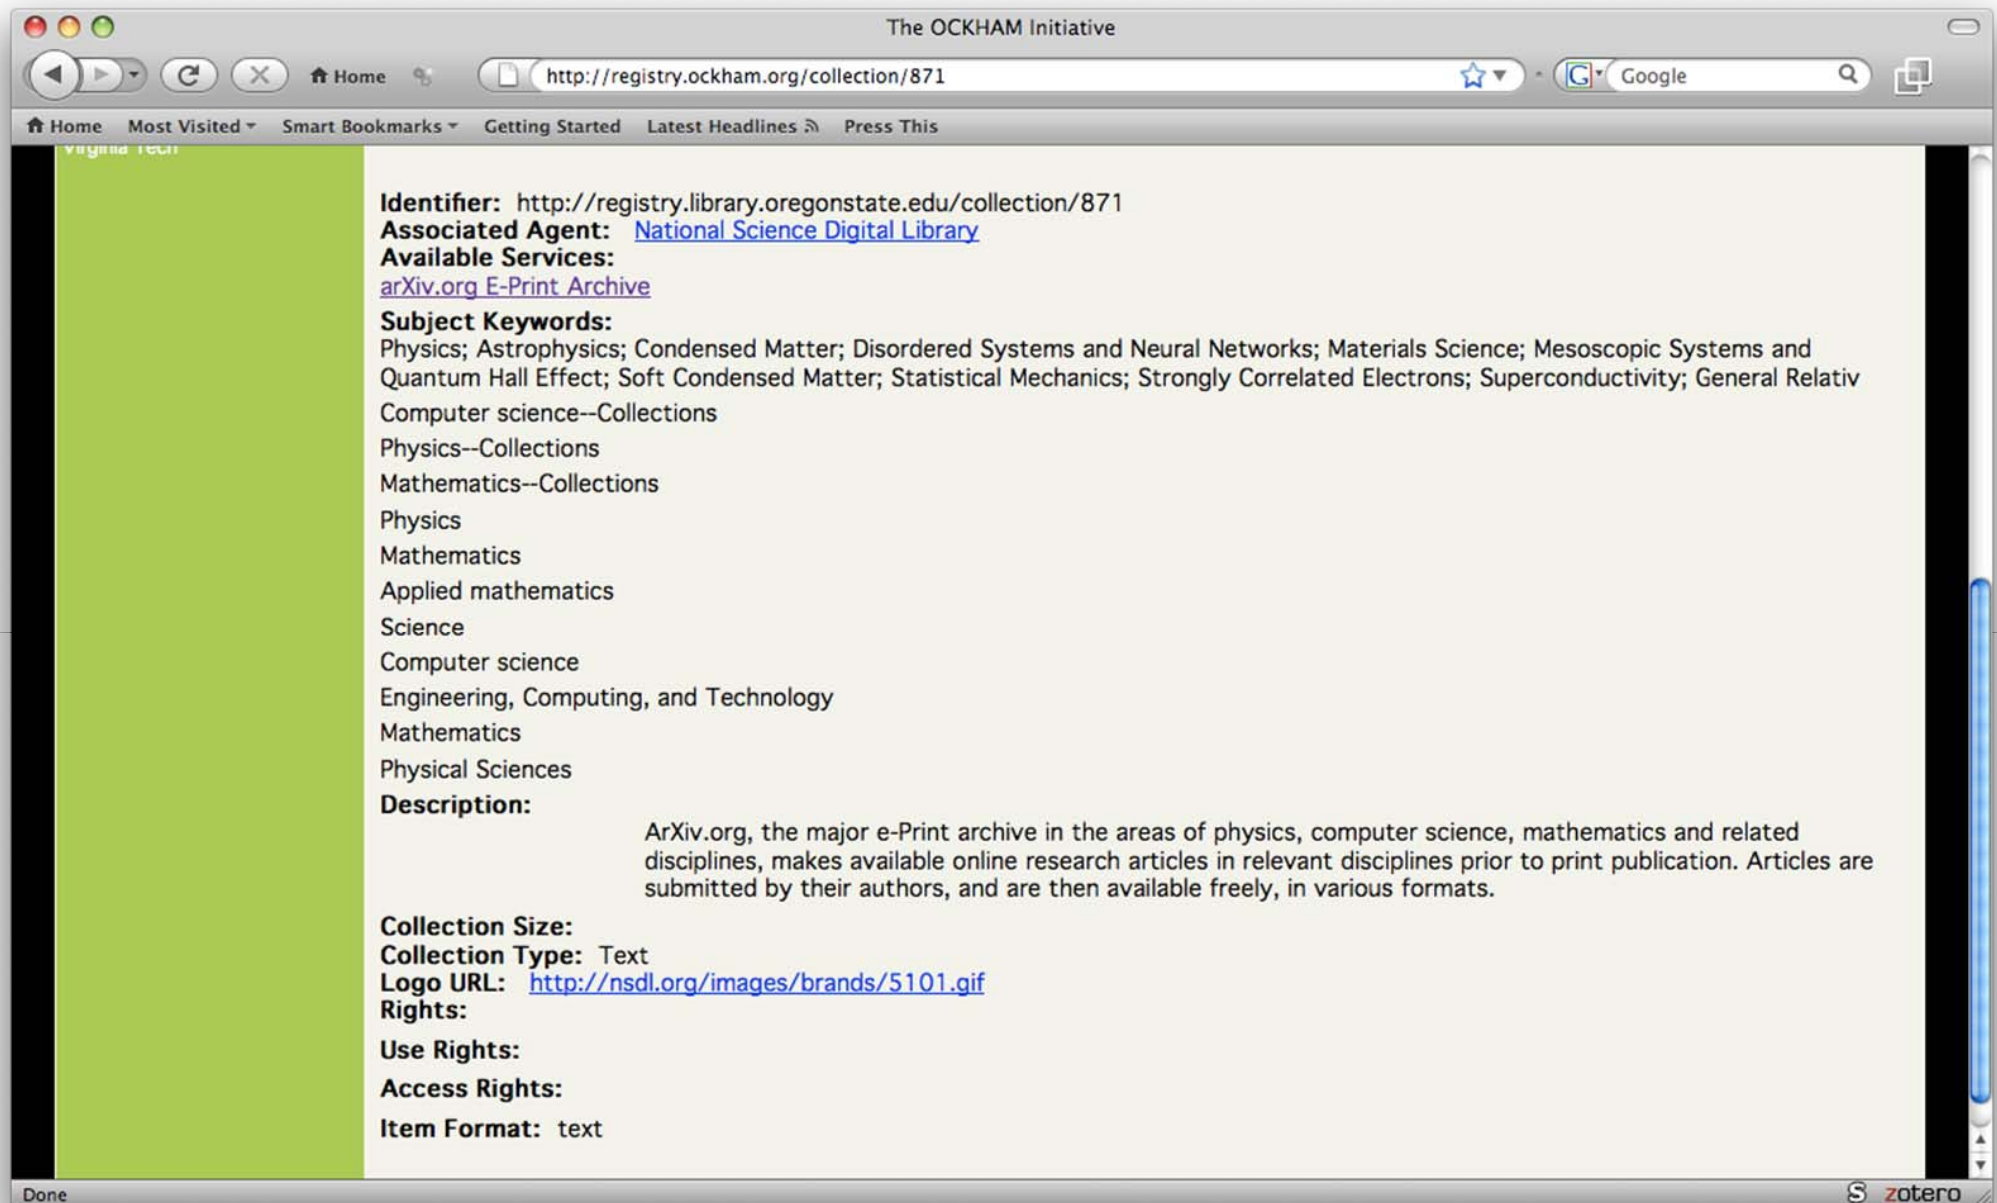 The OCKHAM Initiative
Home
http://registry.ockham.org/collection/871
G
Google
Home Most Visited Smart Bookmarks Getting Started Latest Headlines Press This
Virginia Tech
Identifier: http://registry.library.oregonstate.edu/collection/871
Associated Agent: National Science Digital Library
Available Services:
arXiv.org E-Print Archive
Subject Keywords:
Physics; Astrophysics; Condensed Matter; Disordered Systems and Neural Networks; Materials Science; Mesoscopic Systems and
Quantum Hall Effect; Soft Condensed Matter; Statistical Mechanics; Strongly Correlated Electrons; Superconductivity; General Relativ
Computer science--Collections
Physics--Collections
Mathematics--Collections
Physics
Mathematics
Applied mathematics
Science
Computer science
Engineering, Computing, and Technology
Mathematics
Physical Sciences
Description:
ArXiv.org, the major e-Print archive in the areas of physics, computer science, mathematics and related
disciplines, makes available online research articles in relevant disciplines prior to print publication. Articles are
submitted by their authors, and are then available freely, in various formats.
Collection Size:
Collection Type: Text
Logo URL: http://nsdl.org/images/brands/5101.gif
Rights:
Use Rights:
Access Rights:
Item Format: text
Done
S zotero